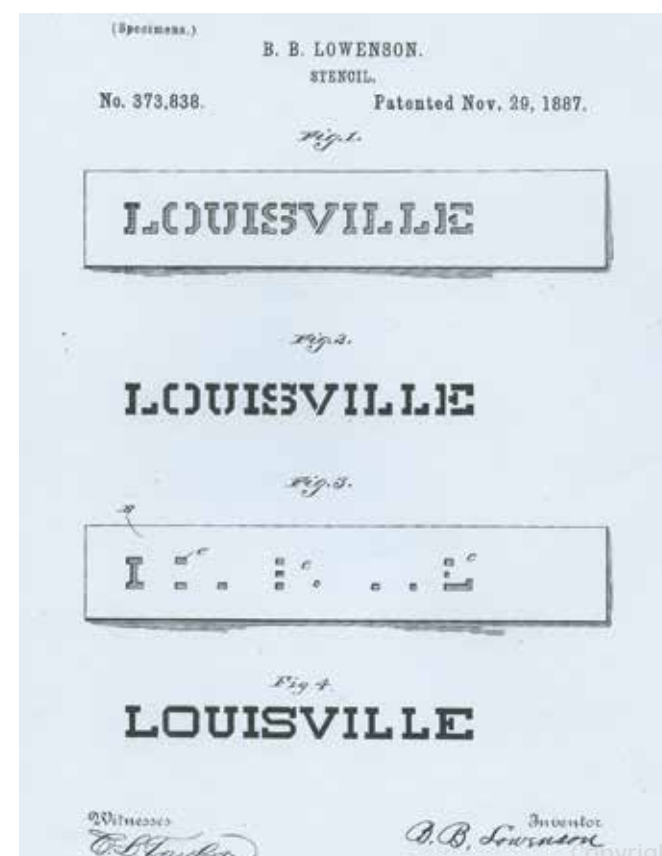 (Specimens.)
B. B. LOWENSON.
STENCIL.
No. 373,838. Patented Nov. 29, 1887.
Fig. 1.
LOUISVILLE
Fig. 2.
LOUISVILLE
Fig. 3.
B
c c c
Fig. 4.
LOUISVILLE
Witnesses Inventor
B. B. Lowenson
Copyrigh